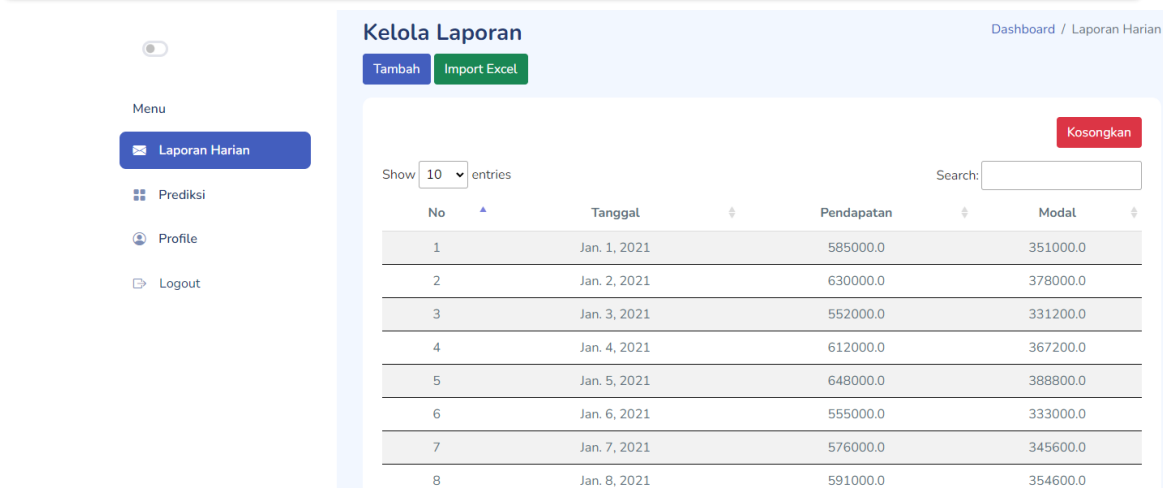 Kelola Laporan
Dashboard / Laporan Harian
Tambah Import Excel
Menu
Laporan Harian
Prediksi
Profile
Logout
Kosongkan
Show 10 entries Search:
No Tanggal Pendapatan Modal
1 Jan. 1, 2021 585000.0 351000.0
2 Jan. 2, 2021 630000.0 378000.0
3 Jan. 3, 2021 552000.0 331200.0
4 Jan. 4, 2021 612000.0 367200.0
5 Jan. 5, 2021 648000.0 388800.0
6 Jan. 6, 2021 555000.0 333000.0
7 Jan. 7, 2021 576000.0 345600.0
8 Jan. 8, 2021 591000.0 354600.0